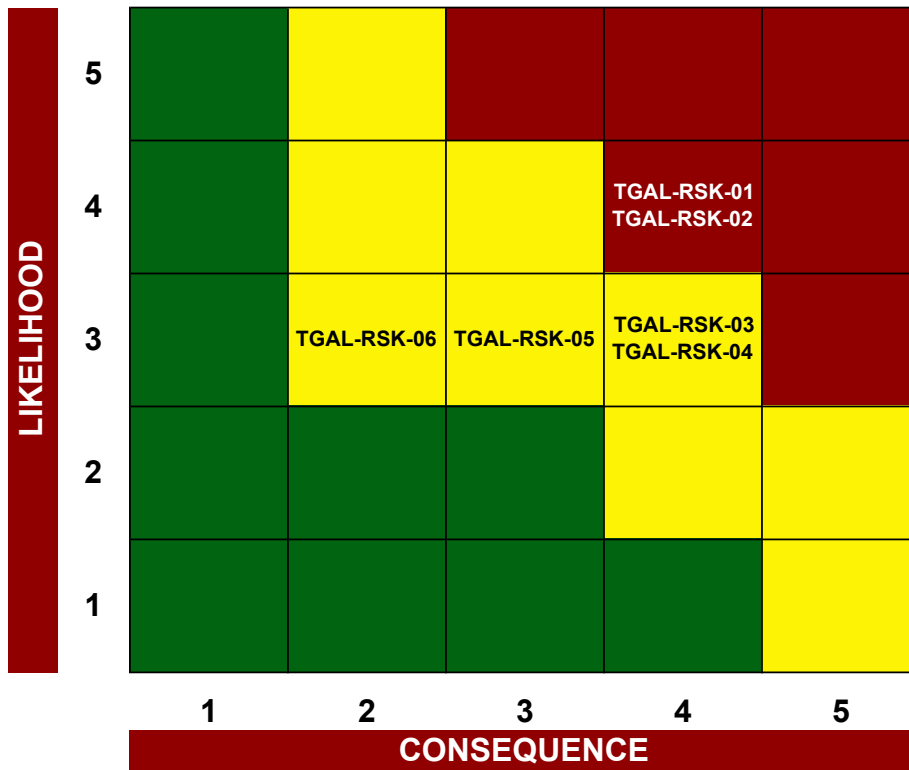 LIKELIHOOD
5
4
TGAL-RSK-01
TGAL-RSK-02
3
TGAL-RSK-06
TGAL-RSK-05
TGAL-RSK-03
TGAL-RSK-04
2
1
1 2 3 4 5
CONSEQUENCE